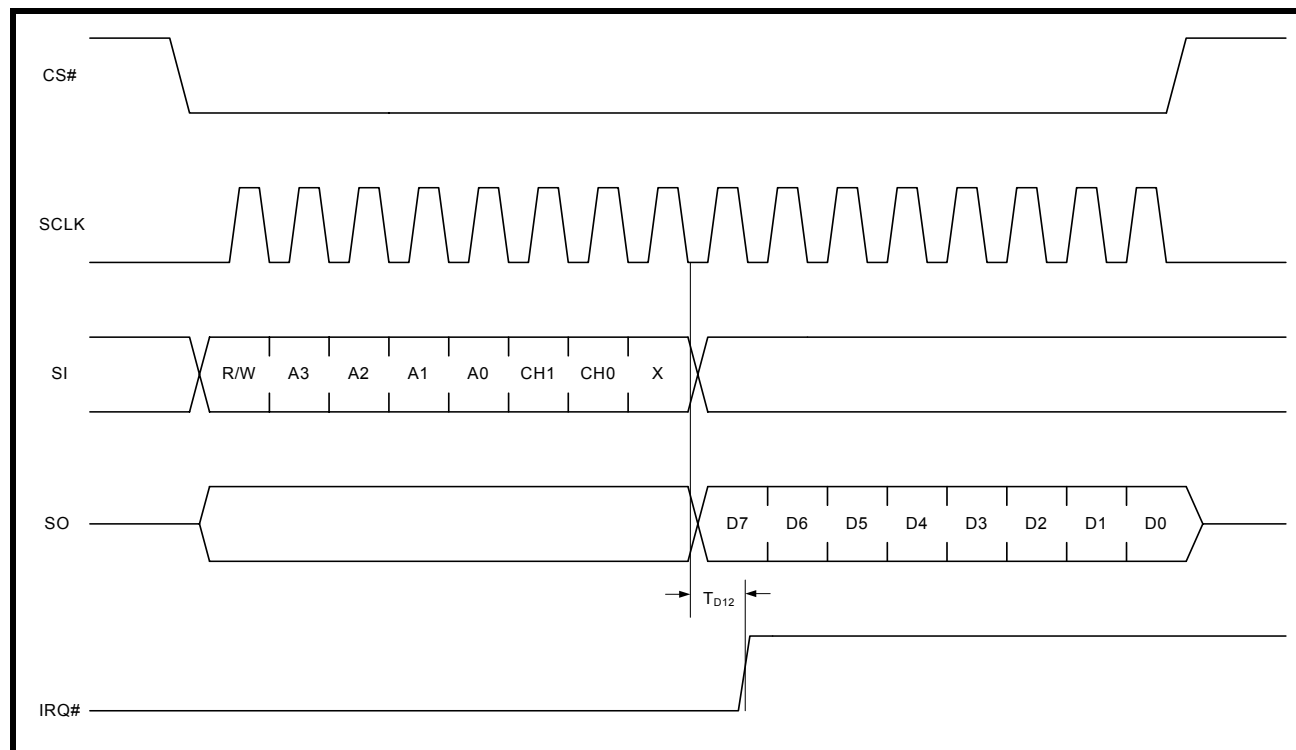 CS#
SCLK
SI
R/W A3 A2 A1 A0 CH1 CH0 X
SO
D7 D6 D5 D4 D3 D2 D1 D0
TD12
IRQ#